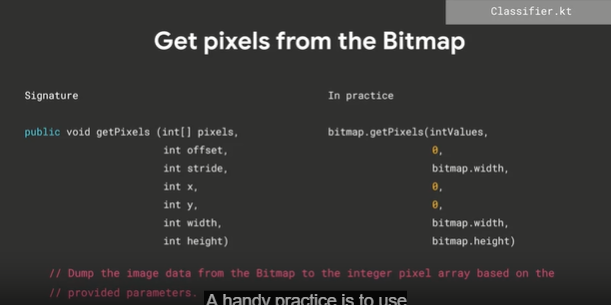 Classifier.kt
Get pixels from the Bitmap
Signature
public void getPixels (int[] pixels,
int offset,
int stride,
int x,
int y,
int width,
int height)
In practice
bitmap.getPixels(intValues,
0,
bitmap.width,
0,
0,
bitmap.width,
bitmap.height)
// Dump the image data from the Bitmap to the integer pixel array based on the
// provided parameters.
A handy practice is to use